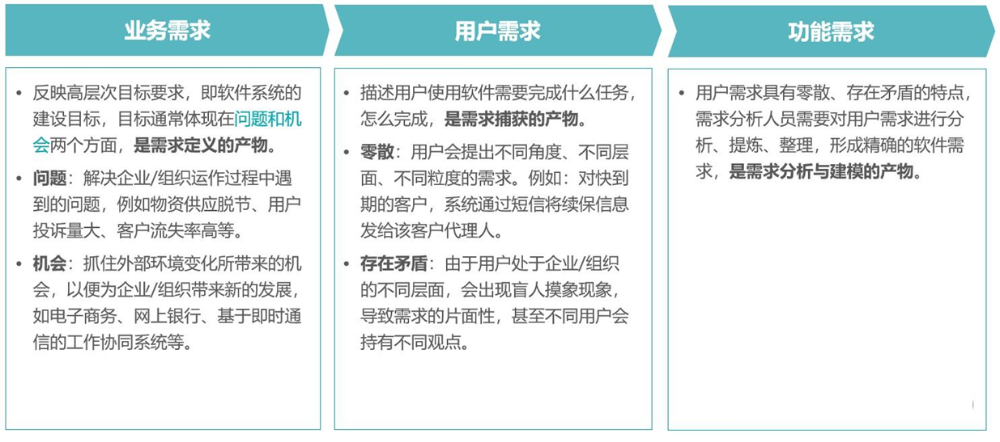 业务需求
反映高层次目标要求，即软件系统的
建设目标，目标通常体现在问题和机
会两个方面，是需求定义的产物。
问题：解决企业/组织运作过程中遇
到的问题，例如物资供应脱节、用户
投诉量大、客户流失率高等。
机会：抓住外部环境变化所带来的机
会，以便为企业/组织带来新的发展，
如电子商务、网上银行、基于即时通
信的工作协同系统等。
用户需求
描述用户使用软件需要完成什么任务，
怎么完成，是需求捕获的产物。
零散：用户会提出不同角度、不同层
面、不同粒度的需求。例如：对快到
期的客户，系统通过短信将续保信息
发给该客户代理人。
存在矛盾：由于用户处于企业/组织
的不同层面，会出现盲人摸象现象，
导致需求的片面性，甚至不同用户会
持有不同观点。
功能需求
用户需求具有零散、存在矛盾的特点，
需求分析人员需要对用户需求进行分
析、提炼、整理，形成精确的软件需
求，是需求分析与建模的产物。